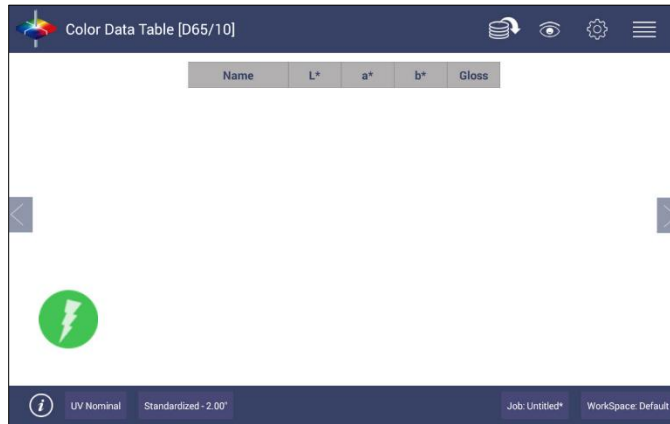 Color Data Table [D65/10]
Name L* a* b* Gloss
i UV Nominal Standardized - 2.00" Job: Untitled* WorkSpace: Default